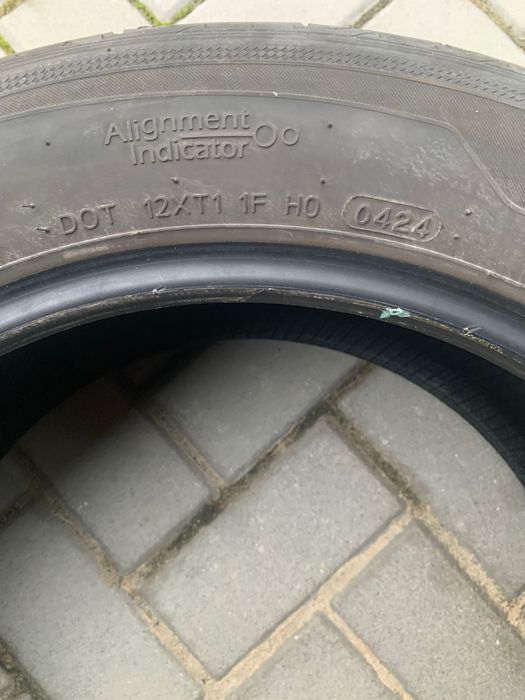 Alignment
Indicator
DOT 12XT1 1F H0 0424